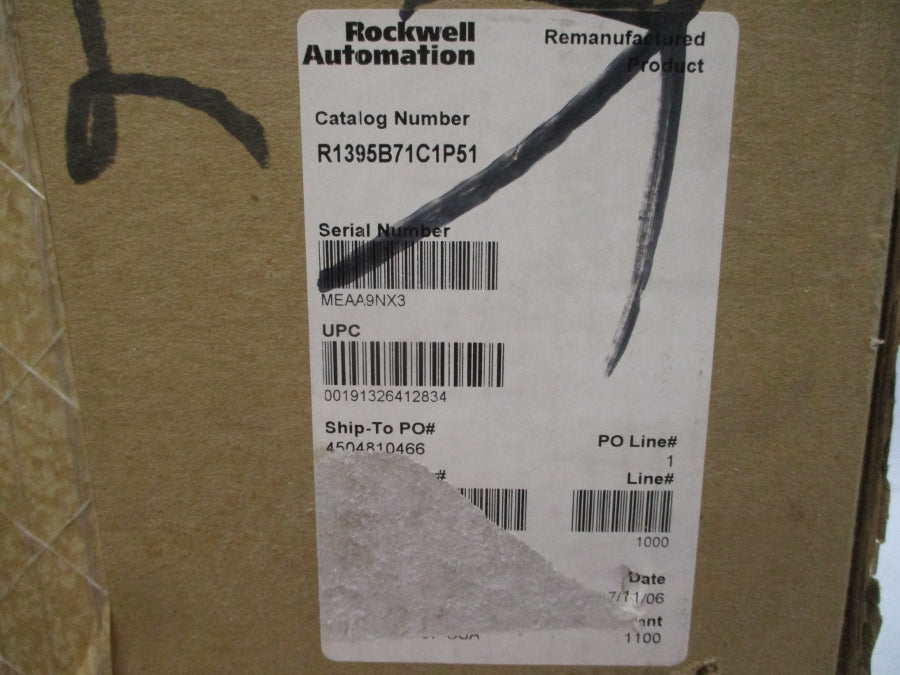 Rockwell
Automation
Remanufactured
Product
Catalog Number
R1395B71C1P51
Serial Number
MEAA9NX3
UPC
00191326412834
Ship-To PO#
4504810466
PO Line#
1
#
Line#
1000
Date
7/11/06
1100